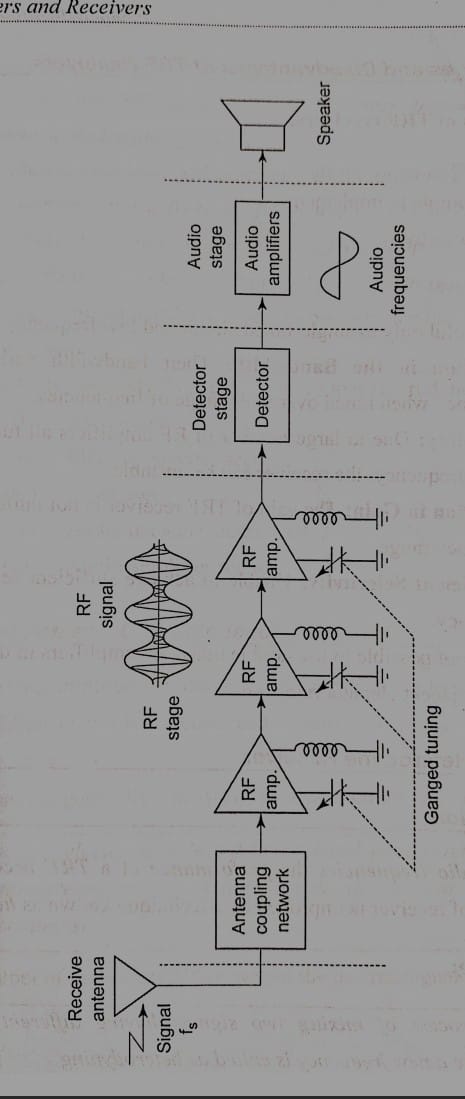 ers and Receivers
Receive
antenna
Signal
fs
Antenna
coupling
network
RF
stage
RF
signal
RF
amp.
RF
amp.
RF
amp.
Ganged tuning
Detector
stage
Detector
Audio
stage
Audio
amplifiers
Audio
frequencies
Speaker